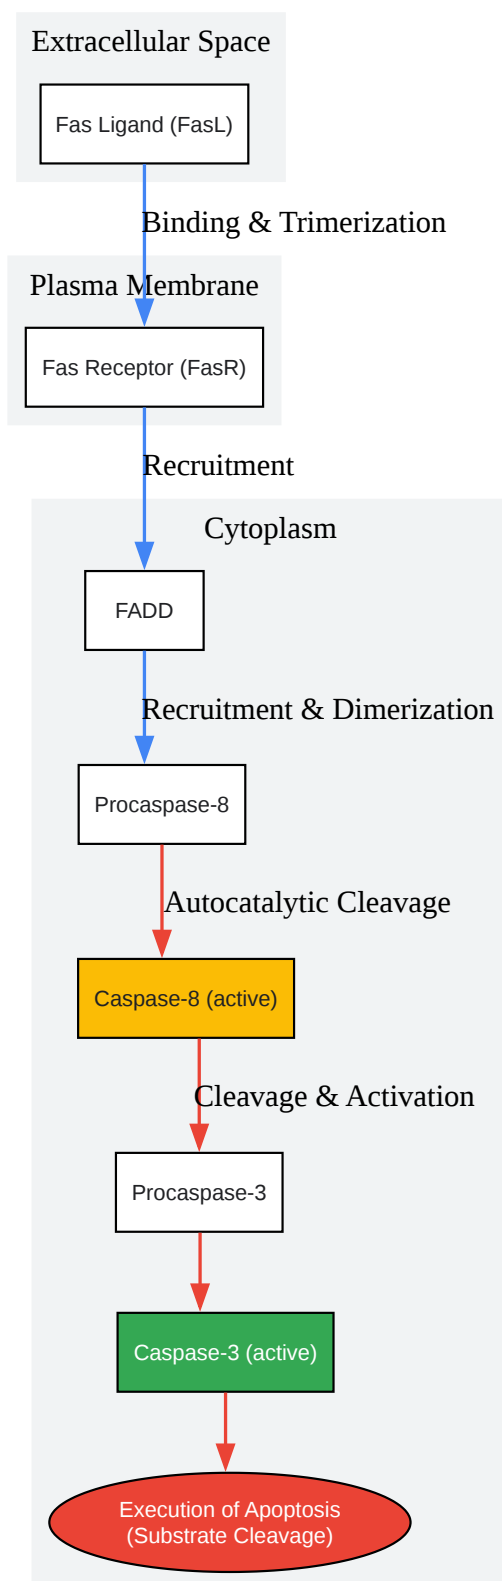 Extracellular Space
Fas Ligand (FasL)
Binding & Trimerization
Plasma Membrane
Fas Receptor (FasR)
Recruitment
Cytoplasm
FADD
Recruitment & Dimerization
Procaspase-8
Autocatalytic Cleavage
Caspase-8 (active)
Cleavage & Activation
Procaspase-3
Caspase-3 (active)
Execution of Apoptosis
(Substrate Cleavage)